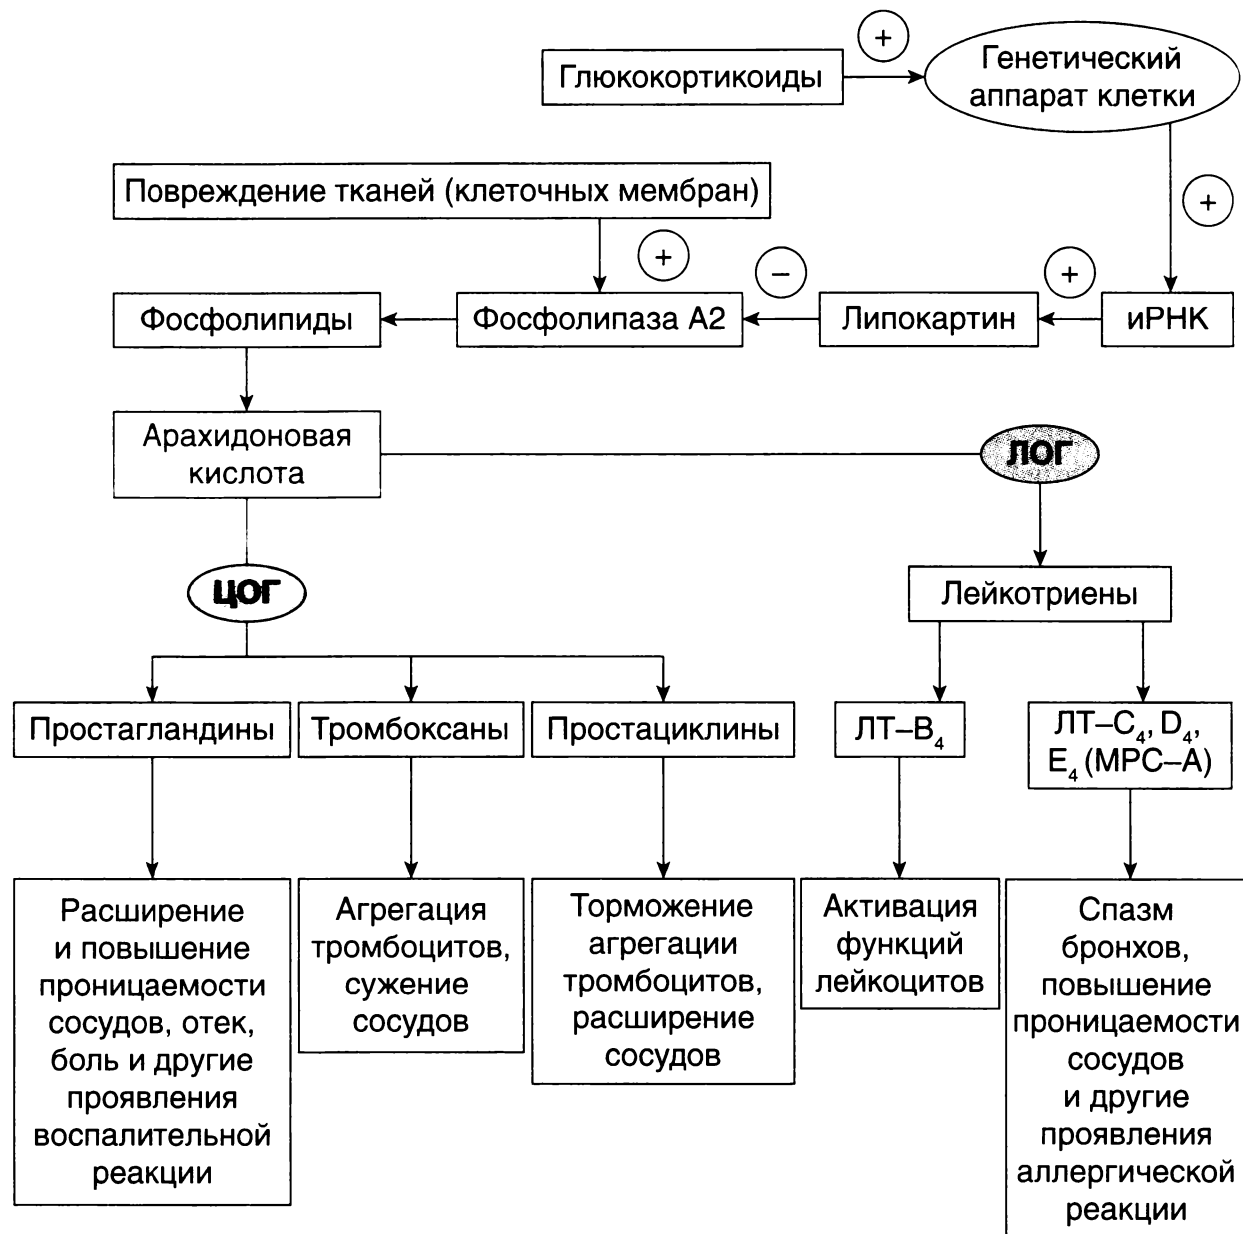 +
Глюкокортикоиды
Генетический
аппарат клетки
Повреждение тканей (клеточных мембран)
+
+
−
+
Фосфолипиды
Фосфолипаза А2
Липокартин
иРНК
Арахидоновая
кислота
ЛОГ
ЦОГ
Лейкотриены
Простагландины
Тромбоксаны
Простациклины
ЛТ–B₄
ЛТ–C₄, D₄,
E₄ (МРС–А)
Расширение
и повышение
проницаемости
сосудов, отек,
боль и другие
проявления
воспалительной
реакции
Агрегация
тромбоцитов,
сужение
сосудов
Торможение
агрегации
тромбоцитов,
расширение
сосудов
Активация
функций
лейкоцитов
Спазм
бронхов,
повышение
проницаемости
сосудов
и другие
проявления
аллергической
реакции